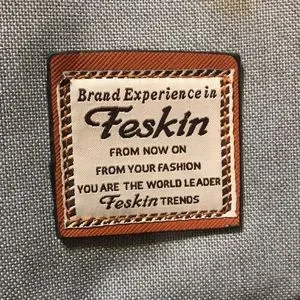 Brand Experience in
Feskin
FROM NOW ON
FROM YOUR FASHION
YOU ARE THE WORLD LEADER
Feskin TRENDS